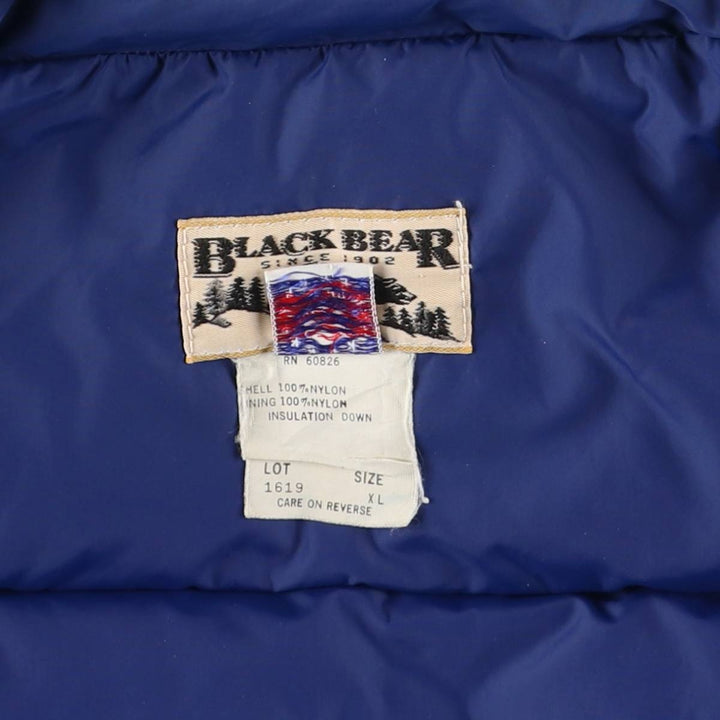 BLACK BEAR
SINCE 1902
RN 60826
HELL 100%NYLON
NING 100%NYLON
INSULATION DOWN
LOT
1619
SIZE
XL
CARE ON REVERSE